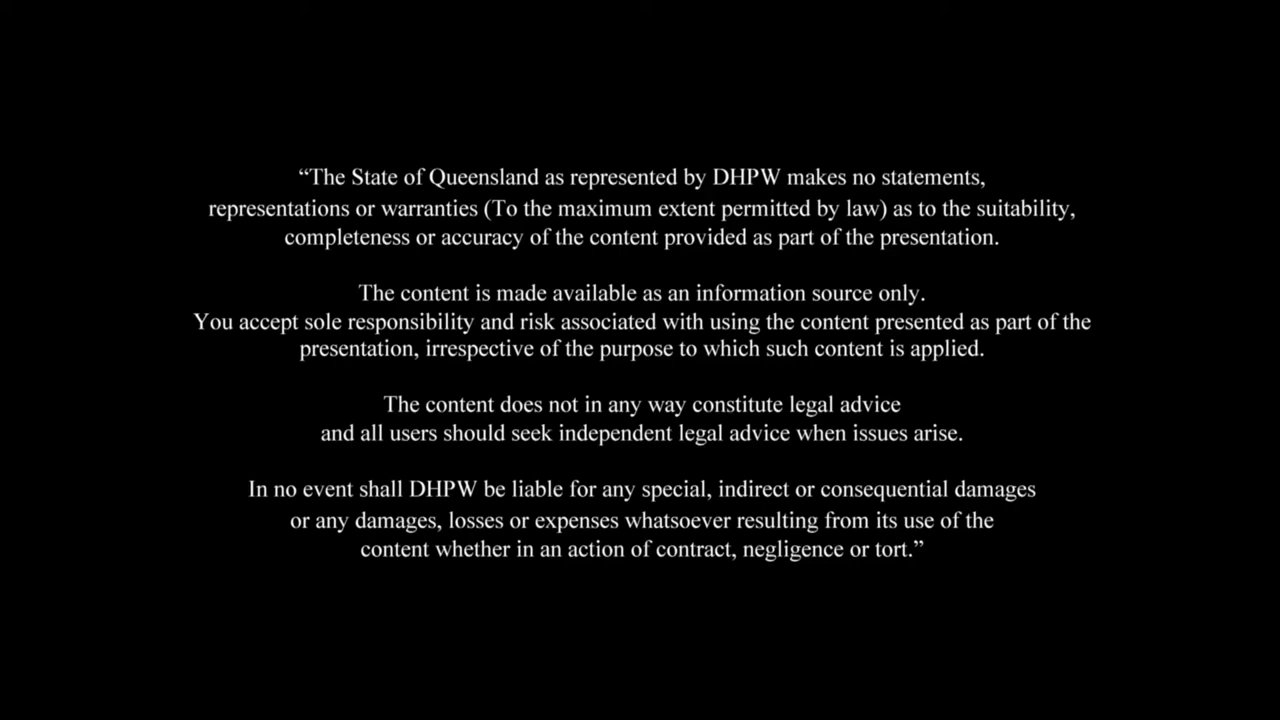 “The State of Queensland as represented by DHPW makes no statements,
representations or warranties (To the maximum extent permitted by law) as to the suitability,
completeness or accuracy of the content provided as part of the presentation.
The content is made available as an information source only.
You accept sole responsibility and risk associated with using the content presented as part of the
presentation, irrespective of the purpose to which such content is applied.
The content does not in any way constitute legal advice
and all users should seek independent legal advice when issues arise.
In no event shall DHPW be liable for any special, indirect or consequential damages
or any damages, losses or expenses whatsoever resulting from its use of the
content whether in an action of contract, negligence or tort.”